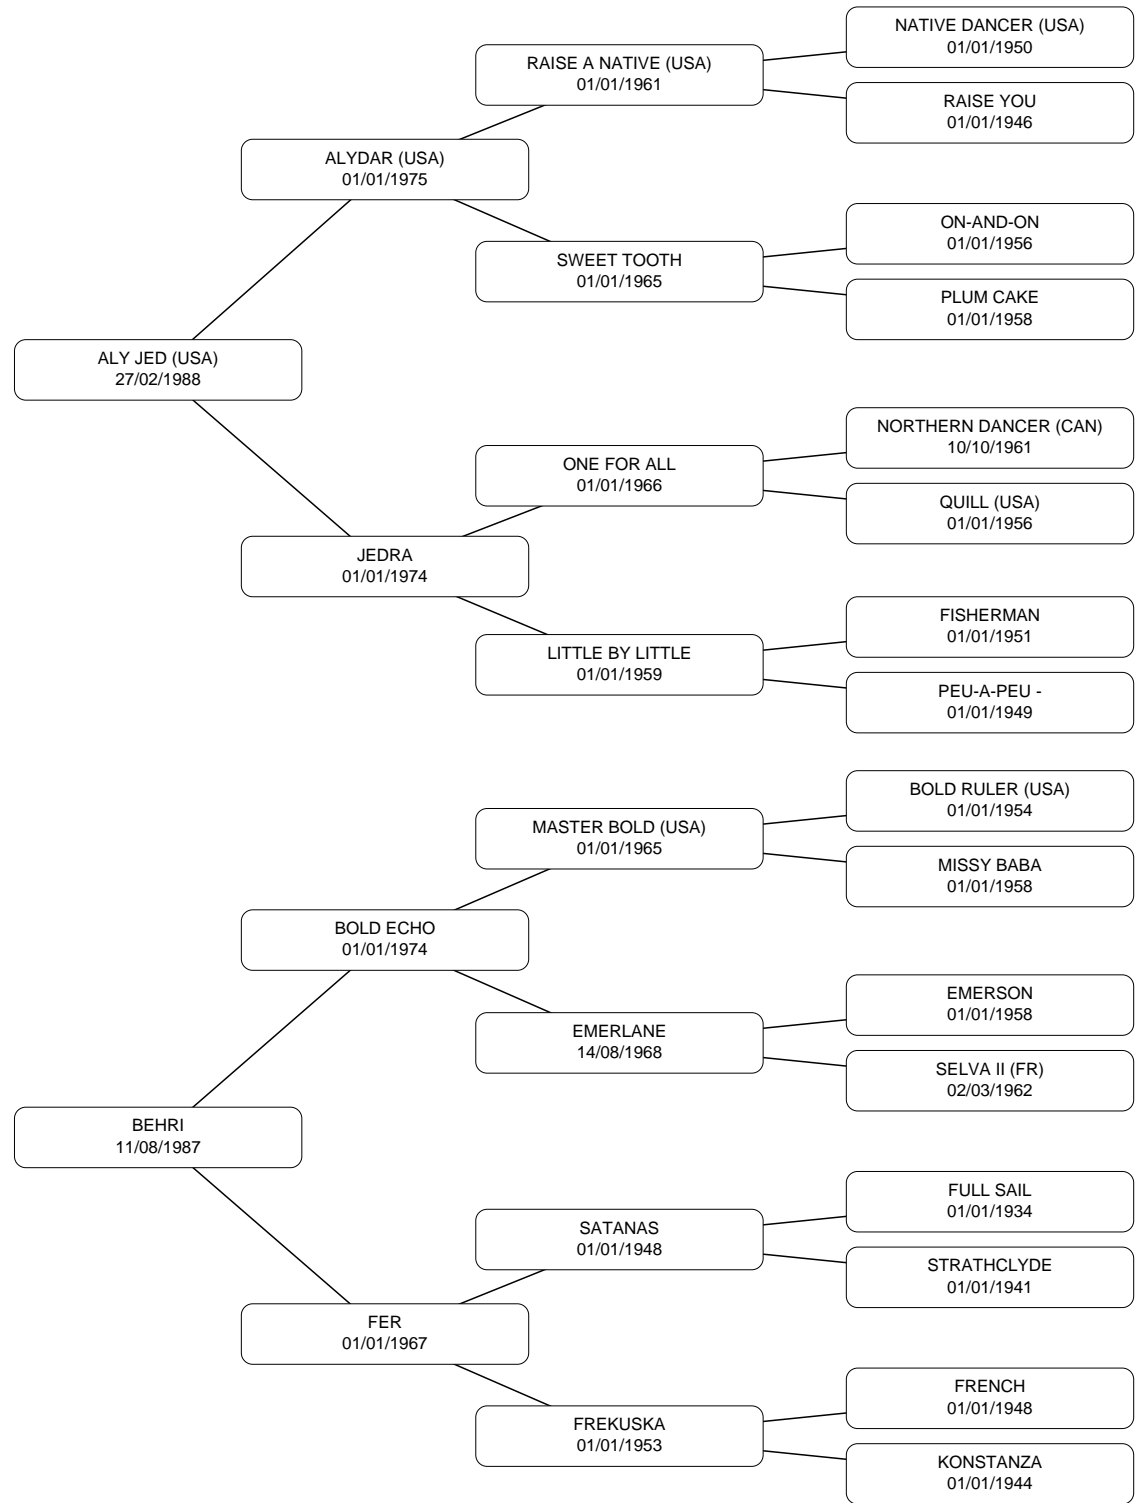 NATIVE DANCER (USA)
01/01/1950
RAISE A NATIVE (USA)
01/01/1961
RAISE YOU
01/01/1946
ALYDAR (USA)
01/01/1975
ON-AND-ON
01/01/1956
SWEET TOOTH
01/01/1965
PLUM CAKE
01/01/1958
ALY JED (USA)
27/02/1988
NORTHERN DANCER (CAN)
10/10/1961
ONE FOR ALL
01/01/1966
QUILL (USA)
01/01/1956
JEDRA
01/01/1974
FISHERMAN
01/01/1951
LITTLE BY LITTLE
01/01/1959
PEU-A-PEU -
01/01/1949
BOLD RULER (USA)
01/01/1954
MASTER BOLD (USA)
01/01/1965
MISSY BABA
01/01/1958
BOLD ECHO
01/01/1974
EMERSON
01/01/1958
EMERLANE
14/08/1968
SELVA II (FR)
02/03/1962
BEHRI
11/08/1987
FULL SAIL
01/01/1934
SATANAS
01/01/1948
STRATHCLYDE
01/01/1941
FER
01/01/1967
FRENCH
01/01/1948
FREKUSKA
01/01/1953
KONSTANZA
01/01/1944